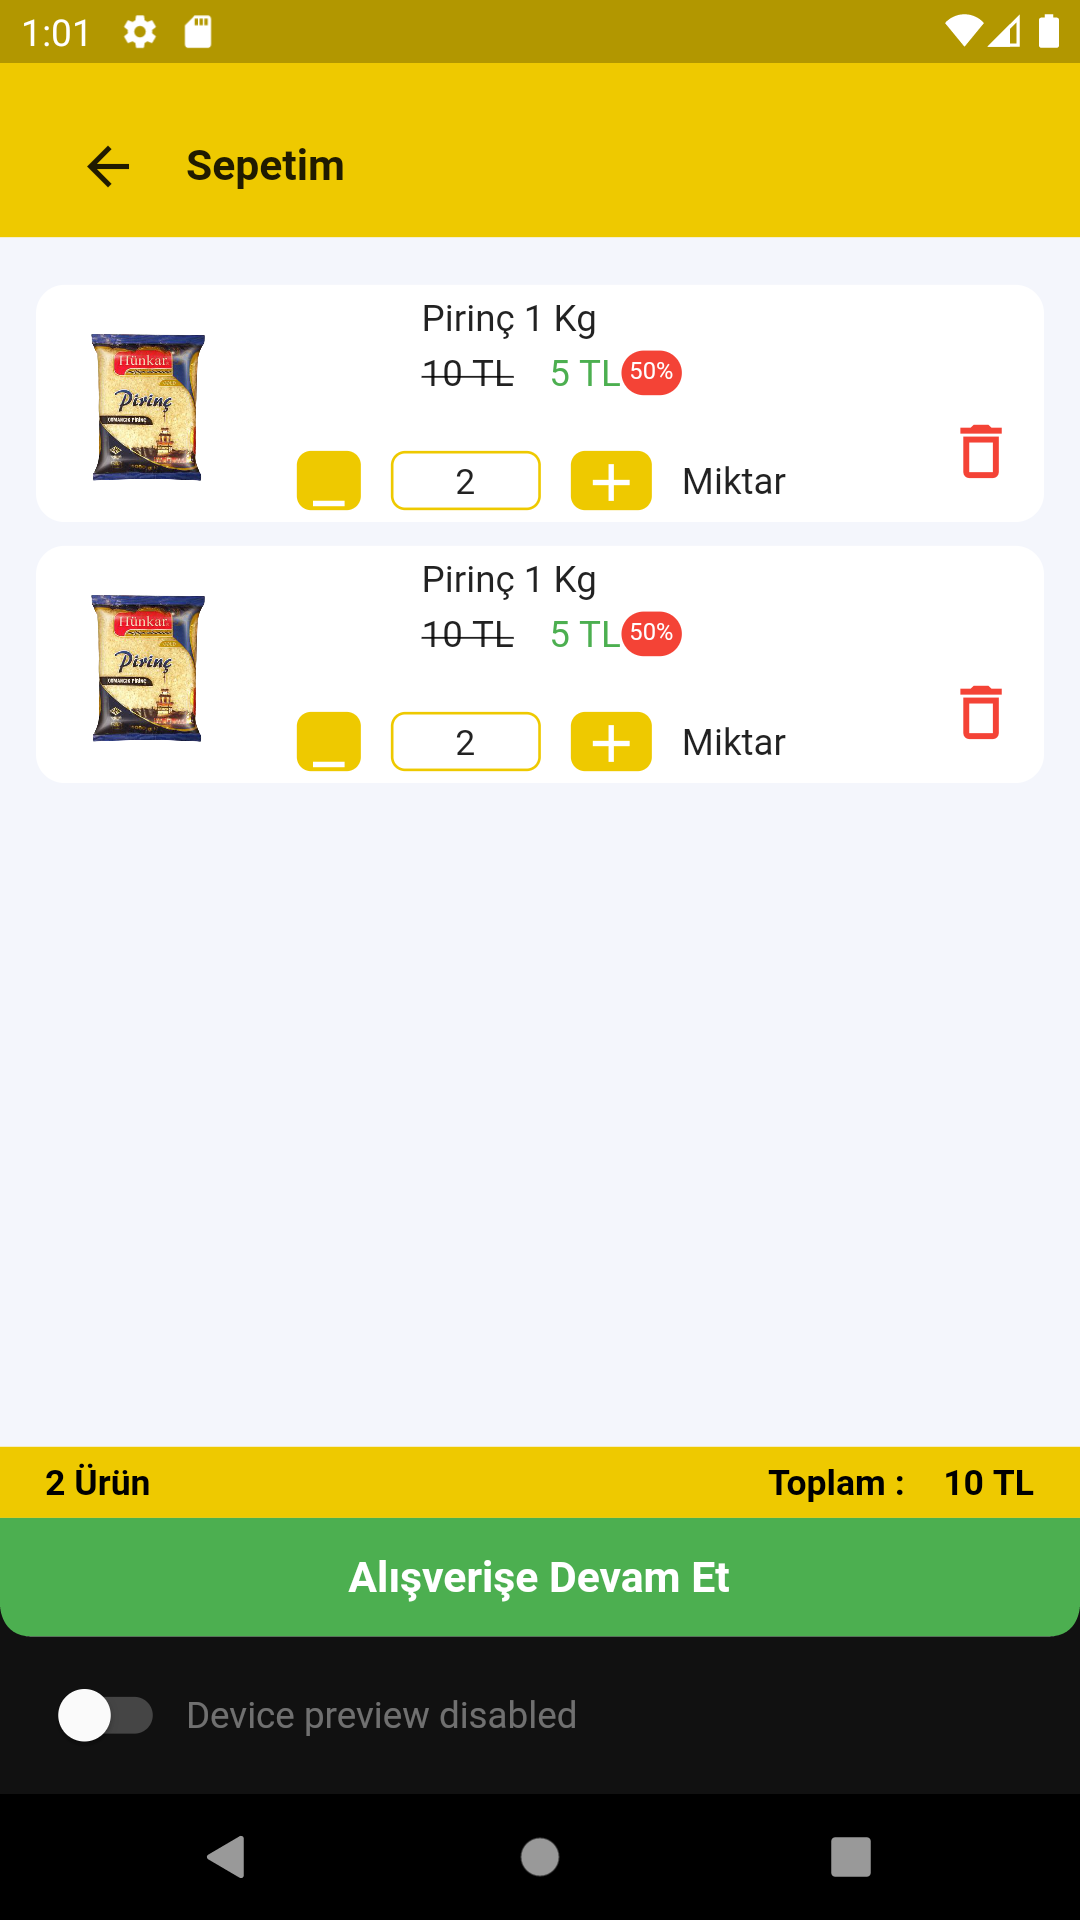 1:01
Sepetim
Pirinç 1 Kg
10 TL 5 TL 50%
Hünkar
Pirinç
2 Miktar
Pirinç 1 Kg
10 TL 5 TL 50%
Hünkar
Pirinç
2 Miktar
2 Ürün Toplam : 10 TL
Alışverişe Devam Et
Device preview disabled